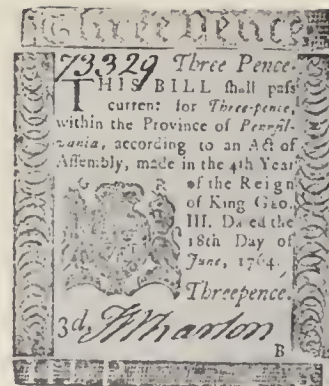 Three Pence
73329 Three Pence.
THIS BILL shall pass
current for Three-pence,
within the Province of Pennsil-
vania, according to an Act of
Assembly, made in the 4th Year
of the Reign
of King GEO.
III. Dated the
18th Day of
June, 1764.
Threepence.
3d. Wharton
B